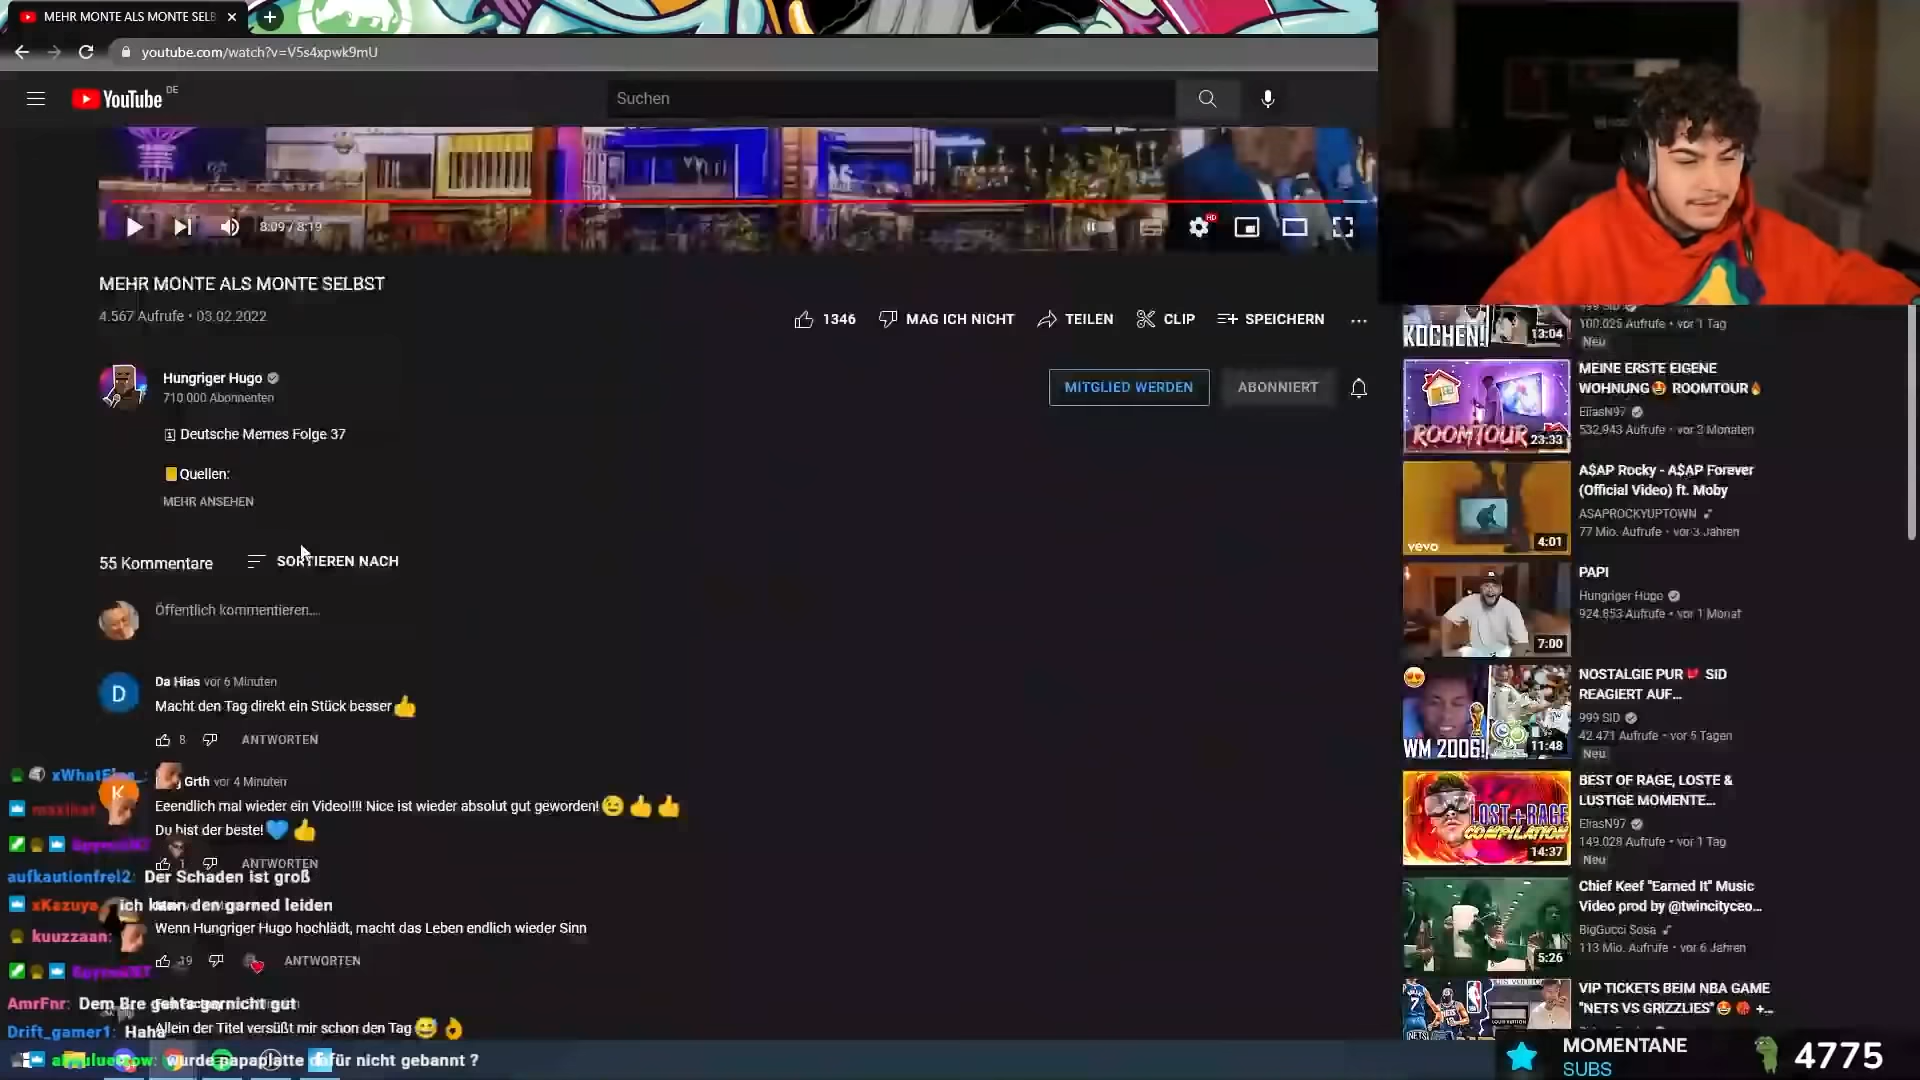 MEHR MONTE ALS MONTE SELB
youtube.com/watch?v=V5s4xpwk9mU
YouTube DE
Suchen
8:09 / 8:19
HD
MEHR MONTE ALS MONTE SELBST
4.567 Aufrufe • 03.02.2022
1346
MAG ICH NICHT
TEILEN
CLIP
SPEICHERN
Hungriger Hugo
710.000 Abonnenten
MITGLIED WERDEN
ABONNIERT
Deutsche Memes Folge 37
Quellen:
MEHR ANSEHEN
55 Kommentare
SORTIEREN NACH
Öffentlich kommentieren...
Da Hias vor 6 Minuten
Macht den Tag direkt ein Stück besser👍
8
ANTWORTEN
Grth vor 4 Minuten
Eeendlich mal wieder ein Video!!!! Nice ist wieder absolut gut geworden!😉👍👍
Du bist der beste!💙👍
1
ANTWORTEN
Wenn Hungriger Hugo hochlädt, macht das Leben endlich wieder Sinn
19
ANTWORTEN
Allein der Titel versüßt mir schon den Tag😅👌
aufkautionfrei2: Der Schaden ist groß
xKazuya_: ich kann den garned leiden
kuuzzaan:
AmrFnr: Dem Bre gehts garnicht gut
Drift_gamer1: Haha
wurde papaplatte dafür nicht gebannt ?
KOCHEN!!
13:04
100.025 Aufrufe • vor 1 Tag
Neu
ROOMTOUR
23:33
MEINE ERSTE EIGENE
WOHNUNG🤩 ROOMTOUR🔥
EliasN97
532.943 Aufrufe • vor 3 Monaten
vevo
4:01
A$AP Rocky - A$AP Forever
(Official Video) ft. Moby
ASAPROCKYUPTOWN
77 Mio. Aufrufe • vor 3 Jahren
7:00
PAPI
Hungriger Hugo
924.853 Aufrufe • vor 1 Monat
WM 2006!
11:48
NOSTALGIE PUR❤️ SID
REAGIERT AUF...
999 SID
42.471 Aufrufe • vor 5 Tagen
Neu
LOST+RAGE
COMPILATION
14:37
BEST OF RAGE, LOSTE &
LUSTIGE MOMENTE...
EliasN97
149.028 Aufrufe • vor 1 Tag
Neu
5:26
Chief Keef "Earned It" Music
Video prod by @twincityceo...
BigGucci Sosa
113 Mio. Aufrufe • vor 6 Jahren
VIP TICKETS BEIM NBA GAME
"NETS VS GRIZZLIES"🤩🏀 +...
MOMENTANE
SUBS
4775